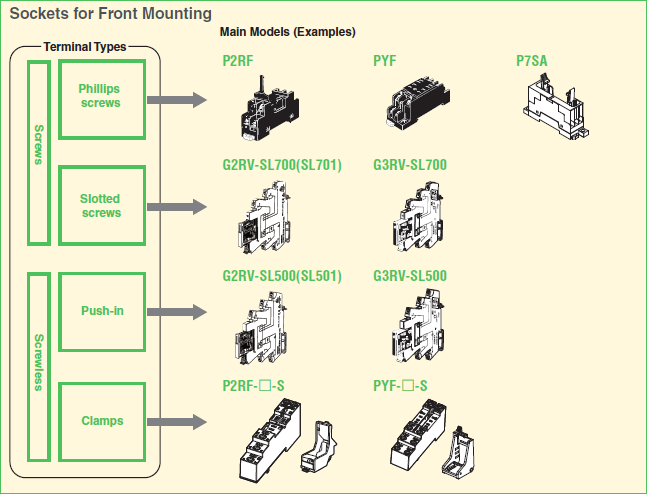 Sockets for Front Mounting
Main Models (Examples)
Terminal Types
Screws
Phillips
screws
P2RF
PYF
P7SA
Slotted
screws
G2RV-SL700(SL701)
G3RV-SL700
Screwless
Push-in
G2RV-SL500(SL501)
G3RV-SL500
Clamps
P2RF-□-S
PYF-□-S